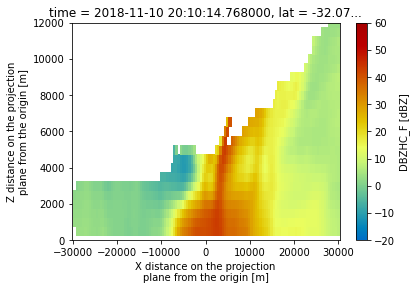 time = 2018-11-10 20:10:14.768000, lat = -32.07...
12000
10000
8000
6000
4000
2000
0
Z distance on the projection
plane from the origin [m]
−30000 −20000 −10000 0 10000 20000 30000
X distance on the projection
plane from the origin [m]
60
50
40
30
20
10
0
−10
−20
DBZHC_F [dBZ]